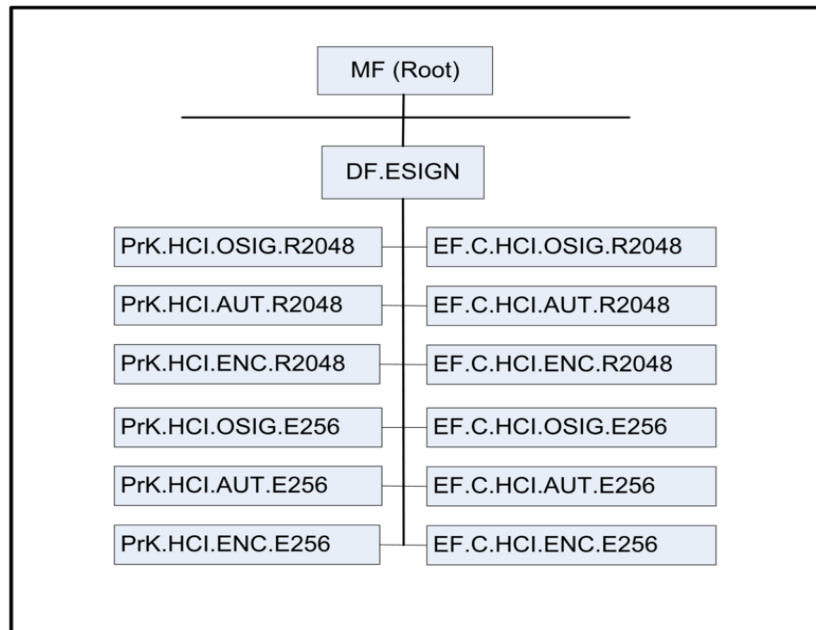 MF (Root)
DF.ESIGN
PrK.HCI.OSIG.R2048 EF.C.HCI.OSIG.R2048
PrK.HCI.AUT.R2048 EF.C.HCI.AUT.R2048
PrK.HCI.ENC.R2048 EF.C.HCI.ENC.R2048
PrK.HCI.OSIG.E256 EF.C.HCI.OSIG.E256
PrK.HCI.AUT.E256 EF.C.HCI.AUT.E256
PrK.HCI.ENC.E256 EF.C.HCI.ENC.E256